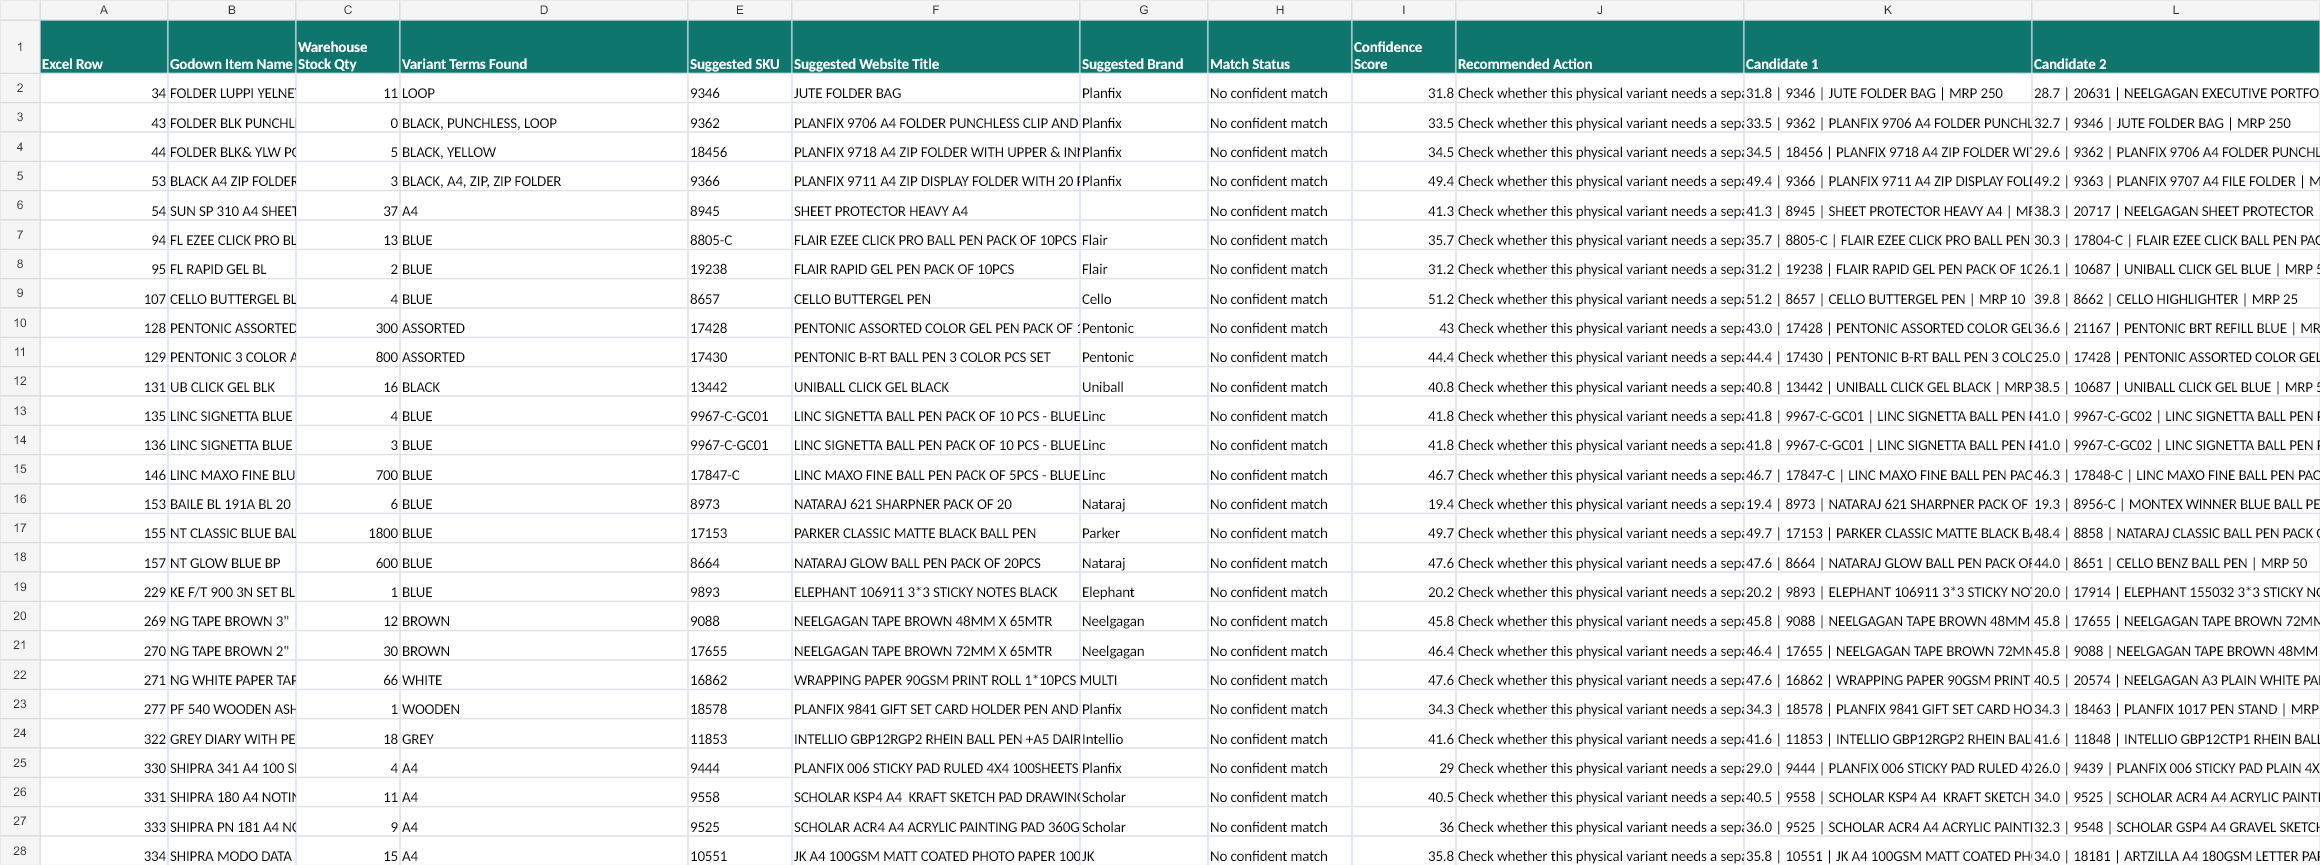 A B C D E F G H I J K L
1 Excel Row Godown Item Name Warehouse Stock Qty Variant Terms Found Suggested SKU Suggested Website Title Suggested Brand Match Status Confidence Score Recommended Action Candidate 1 Candidate 2
2 34 FOLDER LUPPI YELNE 11 LOOP 9346 JUTE FOLDER BAG Planfix No confident match 31.8 Check whether this physical variant needs a sepa 31.8 | 9346 | JUTE FOLDER BAG | MRP 250 28.7 | 20631 | NEELGAGAN EXECUTIVE PORTFO
3 43 FOLDER BLK PUNCHL 0 BLACK, PUNCHLESS, LOOP 9362 PLANFIX 9706 A4 FOLDER PUNCHLESS CLIP AND Planfix No confident match 33.5 Check whether this physical variant needs a sepa 33.5 | 9362 | PLANFIX 9706 A4 FOLDER PUNCHL 32.7 | 9346 | JUTE FOLDER BAG | MRP 250
4 44 FOLDER BLK& YLW PO 5 BLACK, YELLOW 18456 PLANFIX 9718 A4 ZIP FOLDER WITH UPPER & INN Planfix No confident match 34.5 Check whether this physical variant needs a sepa 34.5 | 18456 | PLANFIX 9718 A4 ZIP FOLDER WIT 29.6 | 9362 | PLANFIX 9706 A4 FOLDER PUNCHL
5 53 BLACK A4 ZIP FOLDER 3 BLACK, A4, ZIP, ZIP FOLDER 9366 PLANFIX 9711 A4 ZIP DISPLAY FOLDER WITH 20 Planfix No confident match 49.4 Check whether this physical variant needs a sepa 49.4 | 9366 | PLANFIX 9711 A4 ZIP DISPLAY FOL 49.2 | 9363 | PLANFIX 9707 A4 FILE FOLDER | M
6 54 SUN SP 310 A4 SHEET 37 A4 8945 SHEET PROTECTOR HEAVY A4 No confident match 41.3 Check whether this physical variant needs a sepa 41.3 | 8945 | SHEET PROTECTOR HEAVY A4 | MR 38.3 | 20717 | NEELGAGAN SHEET PROTECTOR
7 94 FL EZEE CLICK PRO BL 13 BLUE 8805-C FLAIR EZEE CLICK PRO BALL PEN PACK OF 10PCS Flair No confident match 35.7 Check whether this physical variant needs a sepa 35.7 | 8805-C | FLAIR EZEE CLICK PRO BALL PEN 30.3 | 17804-C | FLAIR EZEE CLICK BALL PEN PAC
8 95 FL RAPID GEL BL 2 BLUE 19238 FLAIR RAPID GEL PEN PACK OF 10PCS Flair No confident match 31.2 Check whether this physical variant needs a sepa 31.2 | 19238 | FLAIR RAPID GEL PEN PACK OF 10 26.1 | 10687 | UNIBALL CLICK GEL BLUE | MRP
9 107 CELLO BUTTERGEL BL 4 BLUE 8657 CELLO BUTTERGEL PEN Cello No confident match 51.2 Check whether this physical variant needs a sepa 51.2 | 8657 | CELLO BUTTERGEL PEN | MRP 10 39.8 | 8662 | CELLO HIGHLIGHTER | MRP 25
10 128 PENTONIC ASSORTED 300 ASSORTED 17428 PENTONIC ASSORTED COLOR GEL PEN PACK OF Pentonic No confident match 43 Check whether this physical variant needs a sepa 43.0 | 17428 | PENTONIC ASSORTED COLOR GEL 36.6 | 21167 | PENTONIC BRT REFILL BLUE | MR
11 129 PENTONIC 3 COLOR A 800 ASSORTED 17430 PENTONIC B-RT BALL PEN 3 COLOR PCS SET Pentonic No confident match 44.4 Check whether this physical variant needs a sepa 44.4 | 17430 | PENTONIC B-RT BALL PEN 3 COLO 25.0 | 17428 | PENTONIC ASSORTED COLOR GEL
12 131 UB CLICK GEL BLK 16 BLACK 13442 UNIBALL CLICK GEL BLACK Uniball No confident match 40.8 Check whether this physical variant needs a sepa 40.8 | 13442 | UNIBALL CLICK GEL BLACK | MRP 38.5 | 10687 | UNIBALL CLICK GEL BLUE | MRP
13 135 LINC SIGNETTA BLUE 4 BLUE 9967-C-GC01 LINC SIGNETTA BALL PEN PACK OF 10 PCS - BLUE Linc No confident match 41.8 Check whether this physical variant needs a sepa 41.8 | 9967-C-GC01 | LINC SIGNETTA BALL PEN 41.0 | 9967-C-GC02 | LINC SIGNETTA BALL PEN
14 136 LINC SIGNETTA BLUE 3 BLUE 9967-C-GC01 LINC SIGNETTA BALL PEN PACK OF 10 PCS - BLUE Linc No confident match 41.8 Check whether this physical variant needs a sepa 41.8 | 9967-C-GC01 | LINC SIGNETTA BALL PEN 41.0 | 9967-C-GC02 | LINC SIGNETTA BALL PEN
15 146 LINC MAXO FINE BLU 700 BLUE 17847-C LINC MAXO FINE BALL PEN PACK OF 5PCS - BLUE Linc No confident match 46.7 Check whether this physical variant needs a sepa 46.7 | 17847-C | LINC MAXO FINE BALL PEN PAC 46.3 | 17848-C | LINC MAXO FINE BALL PEN PAC
16 153 BAILE BL 191A BL 20 6 BLUE 8973 NATARAJ 621 SHARPNER PACK OF 20 Nataraj No confident match 19.4 Check whether this physical variant needs a sepa 19.4 | 8973 | NATARAJ 621 SHARPNER PACK OF 19.3 | 8956-C | MONTEX WINNER BLUE BALL PE
17 155 NT CLASSIC BLUE BAL 1800 BLUE 17153 PARKER CLASSIC MATTE BLACK BALL PEN Parker No confident match 49.7 Check whether this physical variant needs a sepa 49.7 | 17153 | PARKER CLASSIC MATTE BLACK BA 48.4 | 8858 | NATARAJ CLASSIC BALL PEN PACK
18 157 NT GLOW BLUE BP 600 BLUE 8664 NATARAJ GLOW BALL PEN PACK OF 20PCS Nataraj No confident match 47.6 Check whether this physical variant needs a sepa 47.6 | 8664 | NATARAJ GLOW BALL PEN PACK OF 44.0 | 8651 | CELLO BENZ BALL PEN | MRP 50
19 229 KE F/T 900 3N SET BL 1 BLUE 9893 ELEPHANT 106911 3*3 STICKY NOTES BLACK Elephant No confident match 20.2 Check whether this physical variant needs a sepa 20.2 | 9893 | ELEPHANT 106911 3*3 STICKY NO 20.0 | 17914 | ELEPHANT 155032 3*3 STICKY NO
20 269 NG TAPE BROWN 3" 12 BROWN 9088 NEELGAGAN TAPE BROWN 48MM X 65MTR Neelgagan No confident match 45.8 Check whether this physical variant needs a sepa 45.8 | 9088 | NEELGAGAN TAPE BROWN 48MM 45.8 | 17655 | NEELGAGAN TAPE BROWN 72MM
21 270 NG TAPE BROWN 2" 30 BROWN 17655 NEELGAGAN TAPE BROWN 72MM X 65MTR Neelgagan No confident match 46.4 Check whether this physical variant needs a sepa 46.4 | 17655 | NEELGAGAN TAPE BROWN 72MM 45.8 | 9088 | NEELGAGAN TAPE BROWN 48MM
22 271 NG WHITE PAPER TAP 66 WHITE 16862 WRAPPING PAPER 90GSM PRINT ROLL 1*10PCS MULTI No confident match 47.6 Check whether this physical variant needs a sepa 47.6 | 16862 | WRAPPING PAPER 90GSM PRINT 40.5 | 20574 | NEELGAGAN A3 PLAIN WHITE PA
23 277 PF 540 WOODEN ASH 1 WOODEN 18578 PLANFIX 9841 GIFT SET CARD HOLDER PEN AND Planfix No confident match 34.3 Check whether this physical variant needs a sepa 34.3 | 18578 | PLANFIX 9841 GIFT SET CARD HO 34.3 | 18463 | PLANFIX 1017 PEN STAND | MRP
24 322 GREY DIARY WITH PE 18 GREY 11853 INTELLIO GBP12RGP2 RHEIN BALL PEN +A5 DAIR Intellio No confident match 41.6 Check whether this physical variant needs a sepa 41.6 | 11853 | INTELLIO GBP12RGP2 RHEIN BAL 41.6 | 11848 | INTELLIO GBP12CTP1 RHEIN BALL
25 330 SHIPRA 341 A4 100 S 4 A4 9444 PLANFIX 006 STICKY PAD RULED 4X4 100SHEETS Planfix No confident match 29 Check whether this physical variant needs a sepa 29.0 | 9444 | PLANFIX 006 STICKY PAD RULED 4X 26.0 | 9439 | PLANFIX 006 STICKY PAD PLAIN 4X
26 331 SHIPRA 180 A4 NOTIN 11 A4 9558 SCHOLAR KSP4 A4 KRAFT SKETCH PAD DRAWING Scholar No confident match 40.5 Check whether this physical variant needs a sepa 40.5 | 9558 | SCHOLAR KSP4 A4 KRAFT SKETCH 34.0 | 9525 | SCHOLAR ACR4 A4 ACRYLIC PAINT
27 333 SHIPRA PN 181 A4 NO 9 A4 9525 SCHOLAR ACR4 A4 ACRYLIC PAINTING PAD 360G Scholar No confident match 36 Check whether this physical variant needs a sepa 36.0 | 9525 | SCHOLAR ACR4 A4 ACRYLIC PAINT 32.3 | 9548 | SCHOLAR GSP4 A4 GRAVEL SKETCH
28 334 SHIPRA MODO DATA 15 A4 10551 JK A4 100GSM MATT COATED PHOTO PAPER 100 JK No confident match 35.8 Check whether this physical variant needs a sepa 35.8 | 10551 | JK A4 100GSM MATT COATED PH 34.0 | 18181 | ARTZILLA A4 180GSM LETTER PA